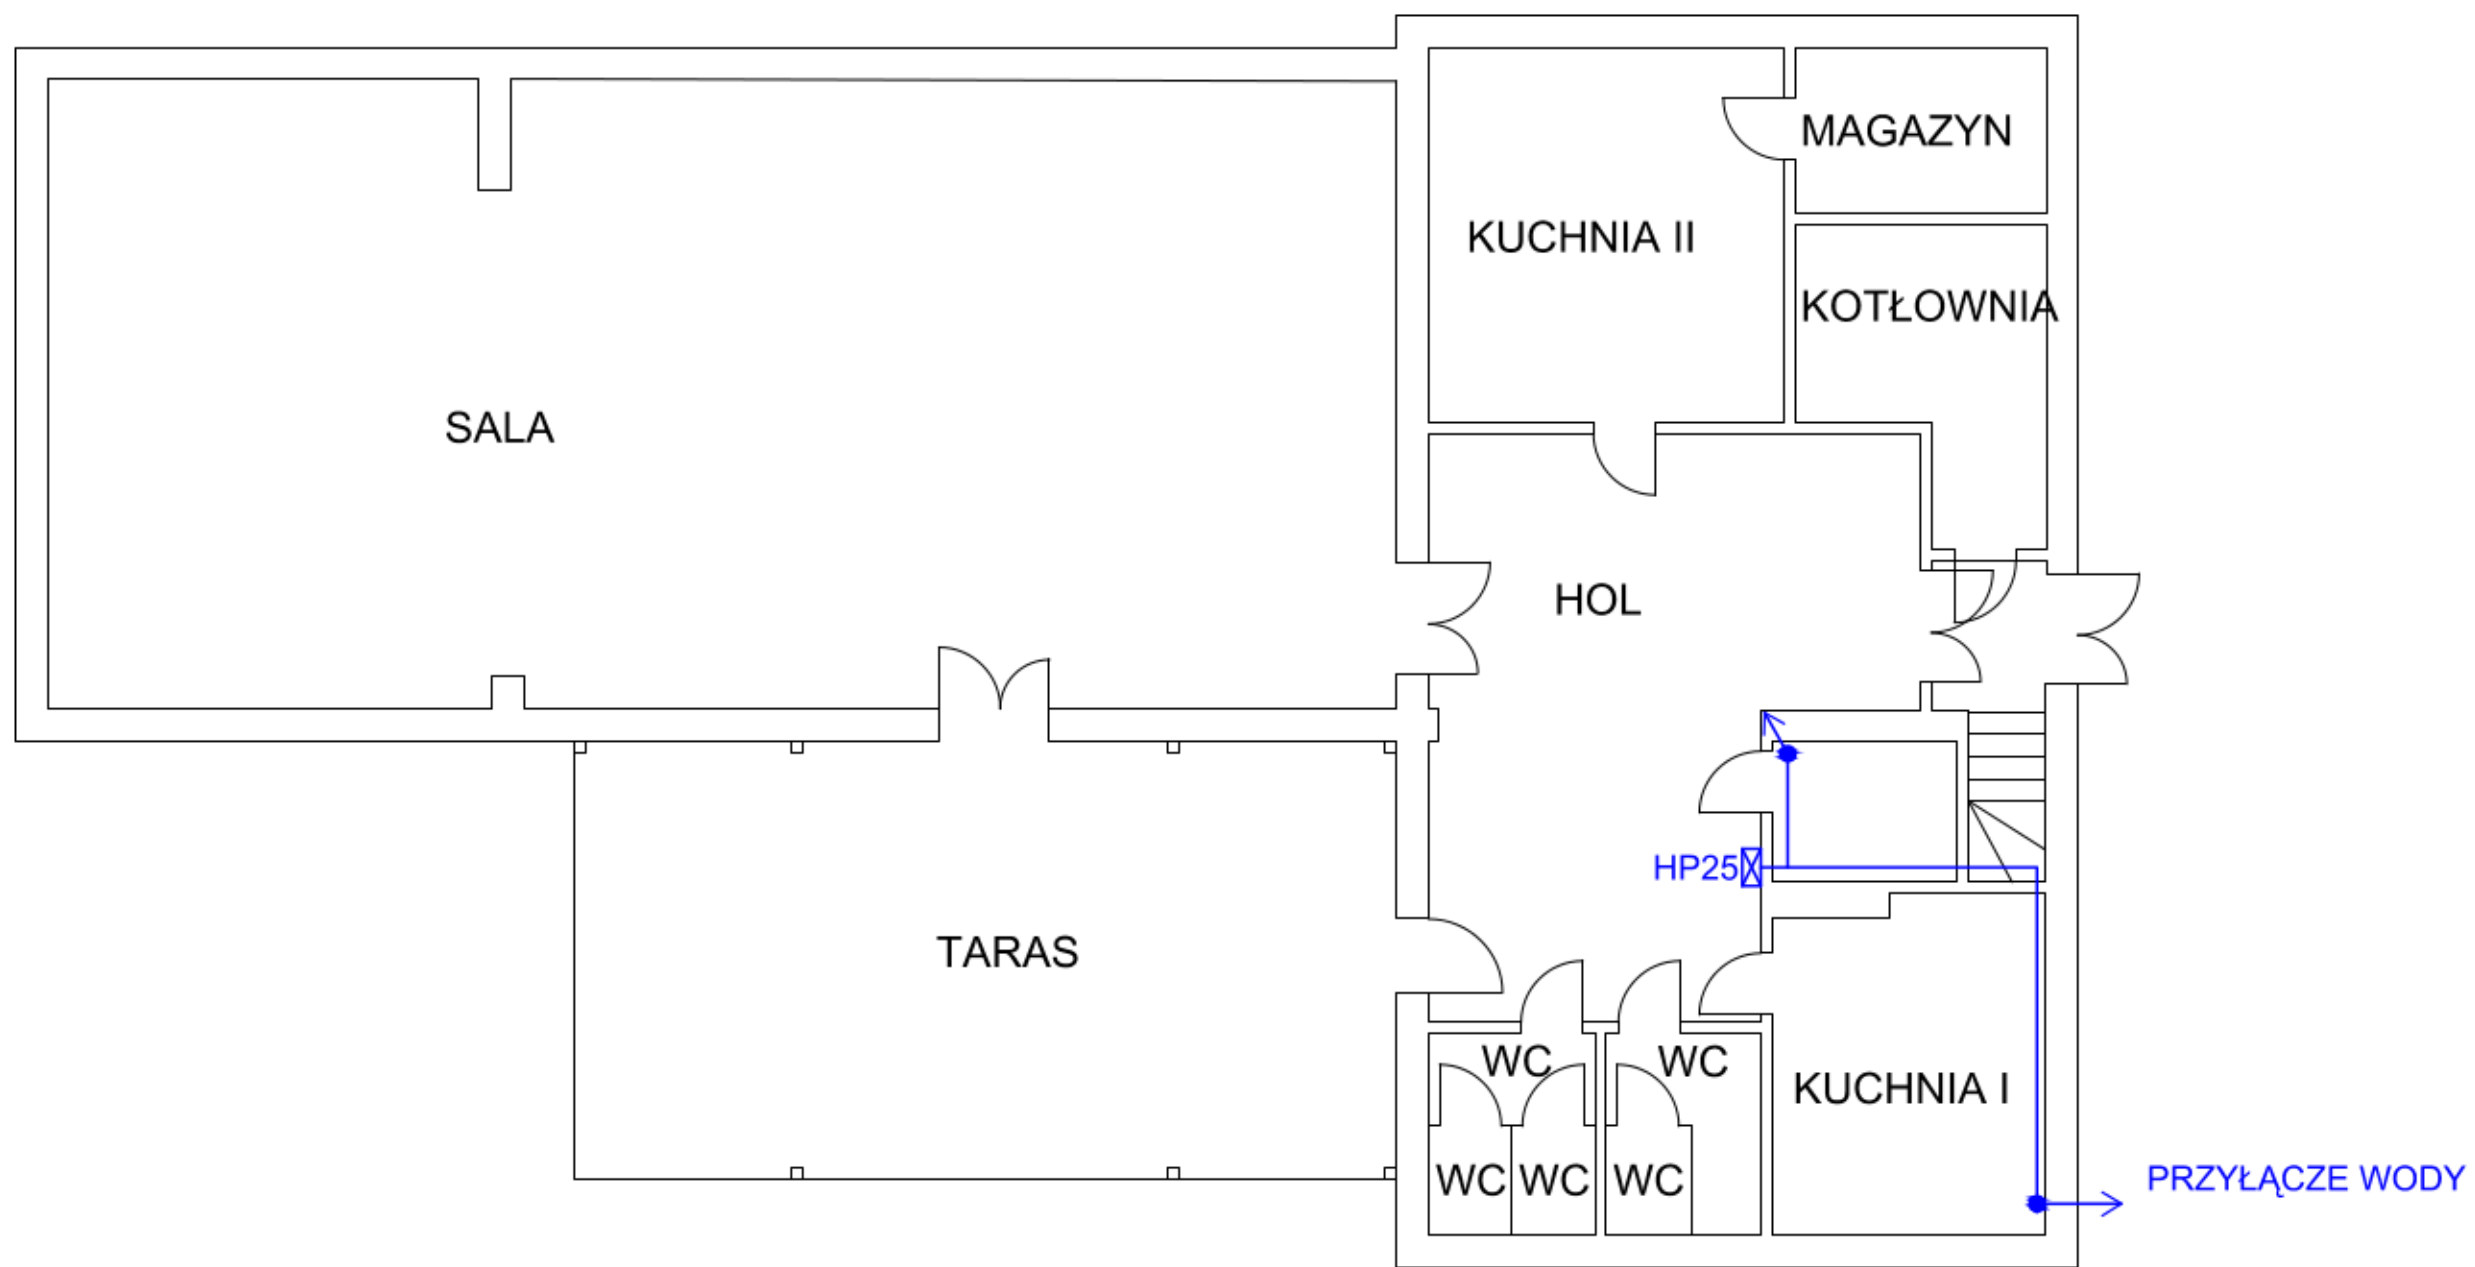 MAGAZYN
KUCHNIA II
KOTŁOWNIA
SALA
HOL
HP25
TARAS
WC
WC
KUCHNIA I
WC
WC
WC
PRZYŁĄCZE WODY